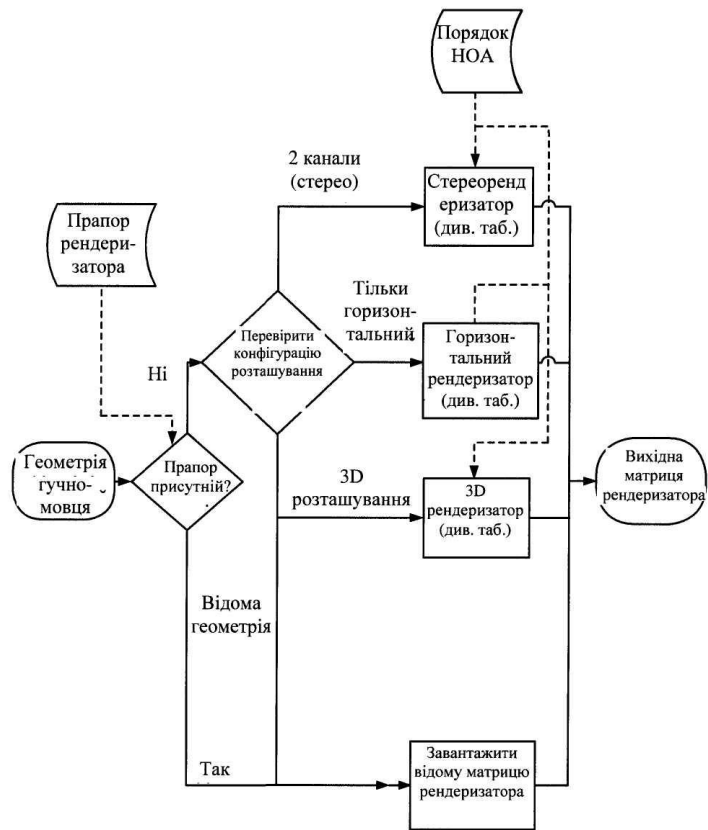 Порядок
НОА
2 канали
(стерео)
Стереоренд
еризатор
(див. таб.)
Прапор
рендери-
затора
Тільки
горизон-
тальний
Перевірити
конфігурацію
розташування
Горизон-
тальний
рендеризатор
(див. таб.)
Ні
Геометрія
гучно-
мовця
Прапор
присутній?
3D
розташування
3D
рендеризатор
(див. таб.)
Вихідна
матриця
рендеризатора
Відома
геометрія
Так
Завантажити
відому матрицю
рендеризатора